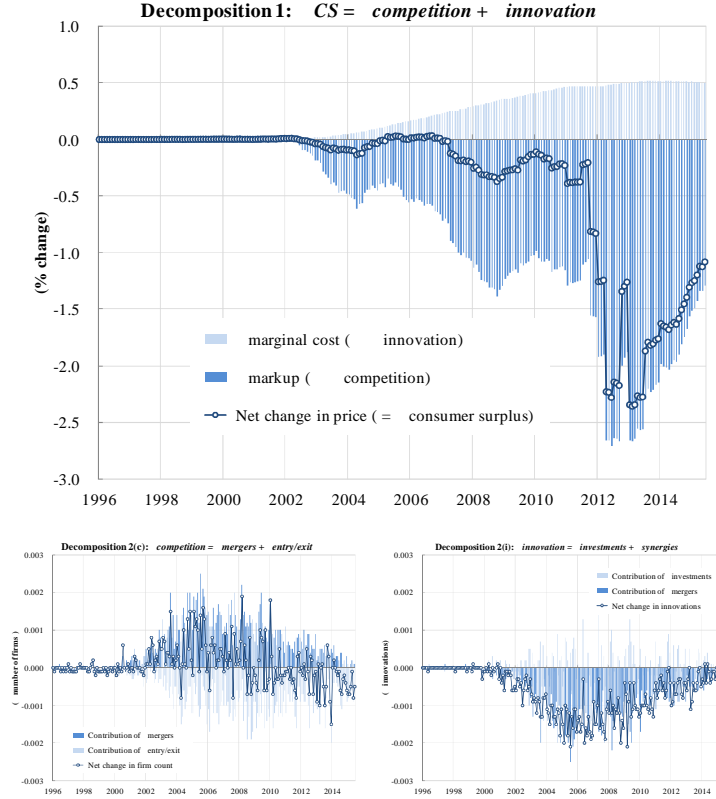 Decomposition 1: CS = competition + innovation
1.0
0.5
0.0
-0.5
-1.0
-1.5
-2.0
-2.5
-3.0
(% change)
marginal cost ( innovation)
markup ( competition)
Net change in price ( = consumer surplus)
1996 1998 2000 2002 2004 2006 2008 2010 2012 2014
Decomposition 2(c): competition = mergers + entry/exit
0.003
0.002
0.001
0.000
-0.001
-0.002
-0.003
( number of firms )
Contribution of mergers
Contribution of entry/exit
Net change in firm count
1996 1998 2000 2002 2004 2006 2008 2010 2012 2014
Decomposition 2(i): innovation = investments + synergies
0.003
0.002
0.001
0.000
-0.001
-0.002
-0.003
( innovations)
Contribution of investments
Contribution of mergers
Net change in innovations
1996 1998 2000 2002 2004 2006 2008 2010 2012 2014